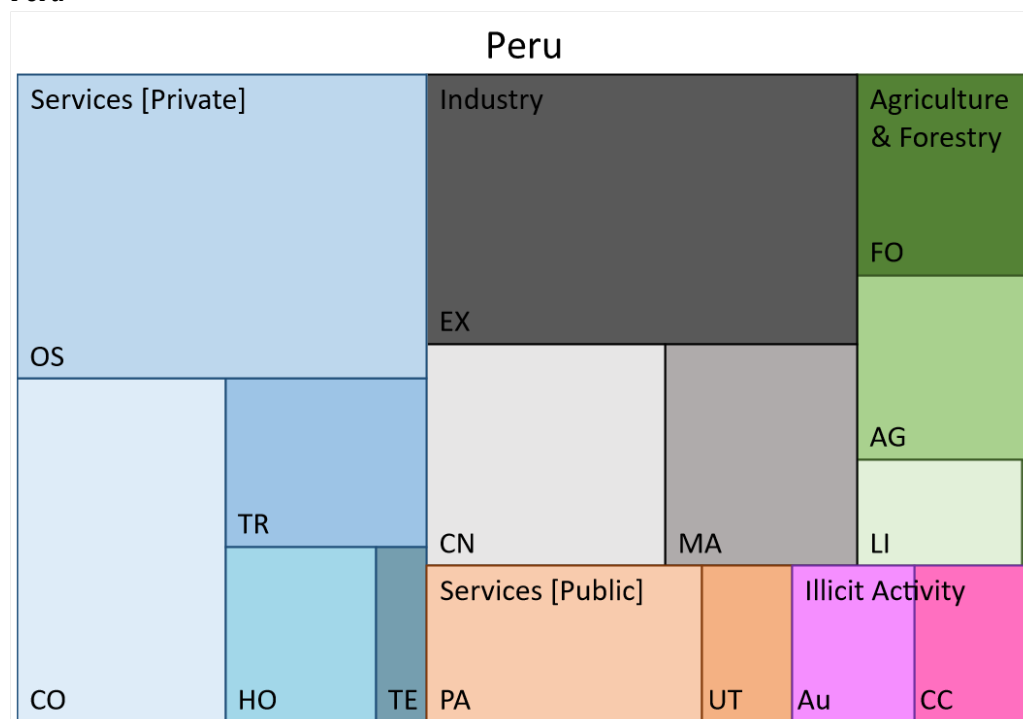 Peru
Services [Private]
OS
CO
TR
HO
TE
Industry
EX
CN
MA
Agriculture
& Forestry
FO
AG
LI
Services [Public]
PA
UT
Illicit Activity
Au
CC